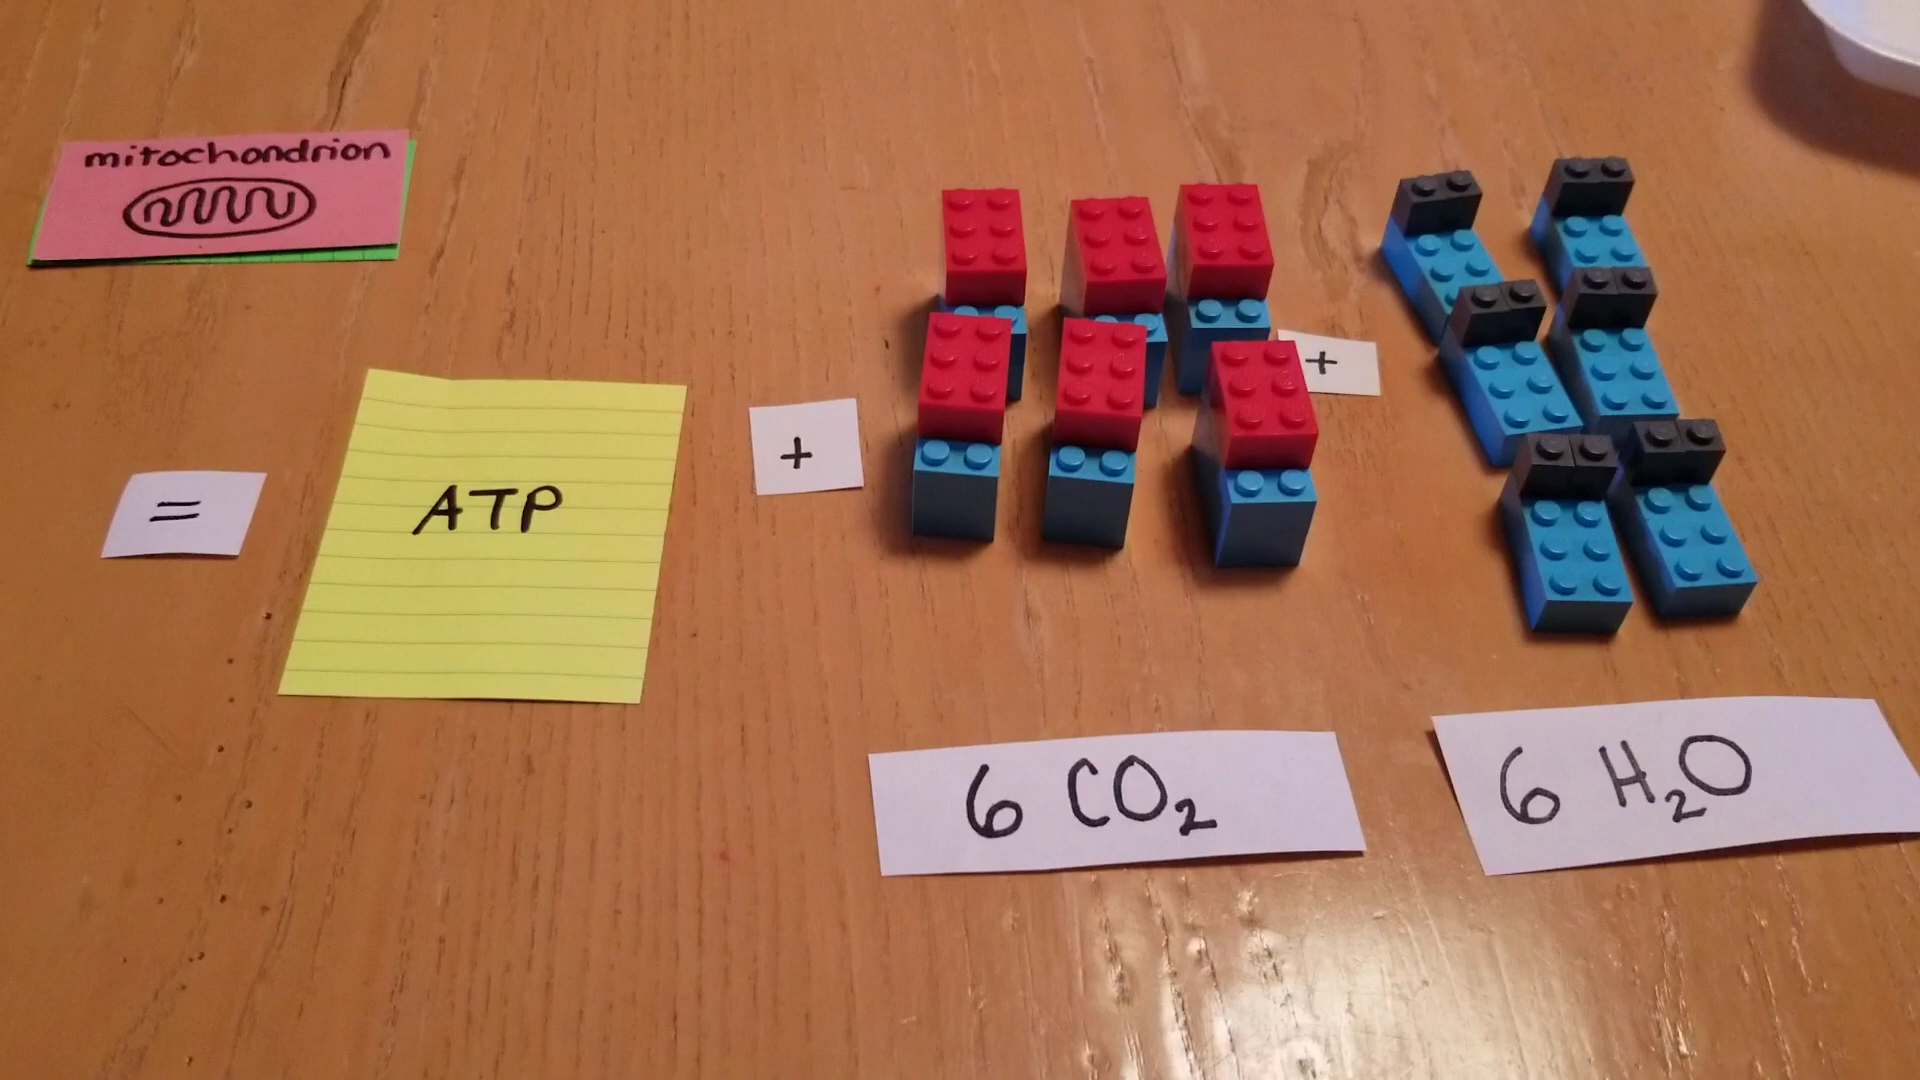 mitochondrion
= ATP + +
6 CO₂ 6 H₂O